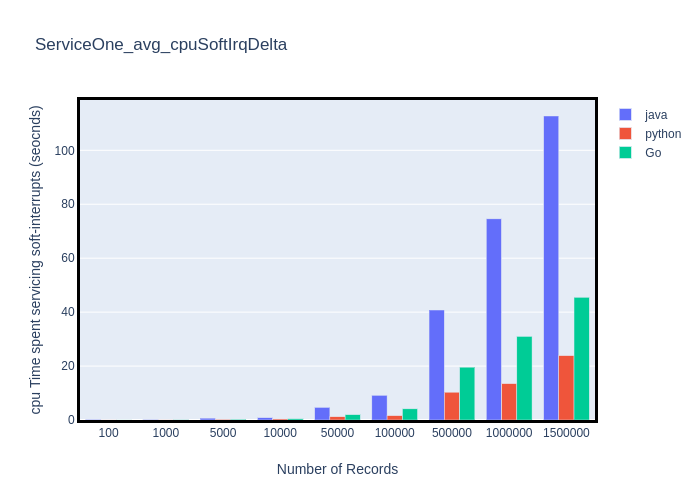 ServiceOne_avg_cpuSoftIrqDelta
cpu Time spent servicing soft-interrupts (seocnds)
100
80
60
40
20
0
100 1000 5000 10000 50000 100000 500000 1000000 1500000
Number of Records
java
python
Go